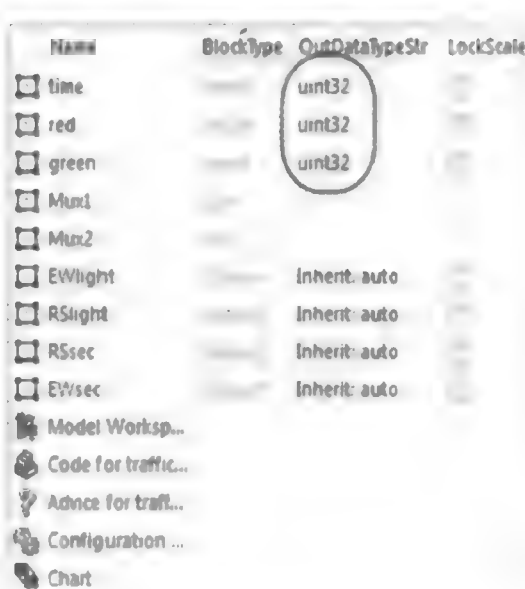 Name BlockType OutDataTypeStr LockScale
time uint32
red uint32
green uint32
Mux1
Mux2
EWlight Inherit: auto
RSlight Inherit: auto
RSsec Inherit: auto
EWsec Inherit: auto
Model Worksp...
Code for traffic...
Advice for traff...
Configuration ...
Chart